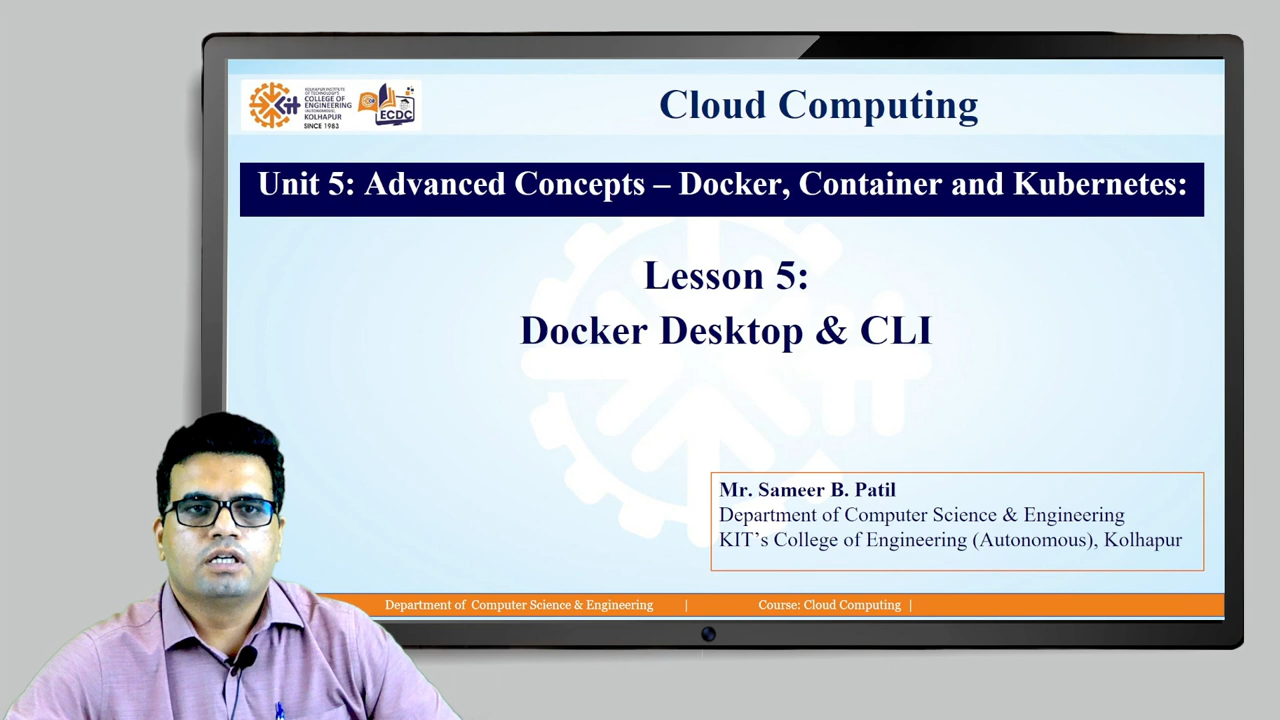 KOLHAPUR INSTITUTE
OF TECHNOLOGY'S
COLLEGE OF
ENGINEERING
(AUTONOMOUS),
KOLHAPUR
SINCE 1983
KIT
ECDC
Cloud Computing
Unit 5: Advanced Concepts – Docker, Container and Kubernetes:
Lesson 5:
Docker Desktop & CLI
Mr. Sameer B. Patil
Department of Computer Science & Engineering
KIT's College of Engineering (Autonomous), Kolhapur
Department of Computer Science & Engineering | Course: Cloud Computing |